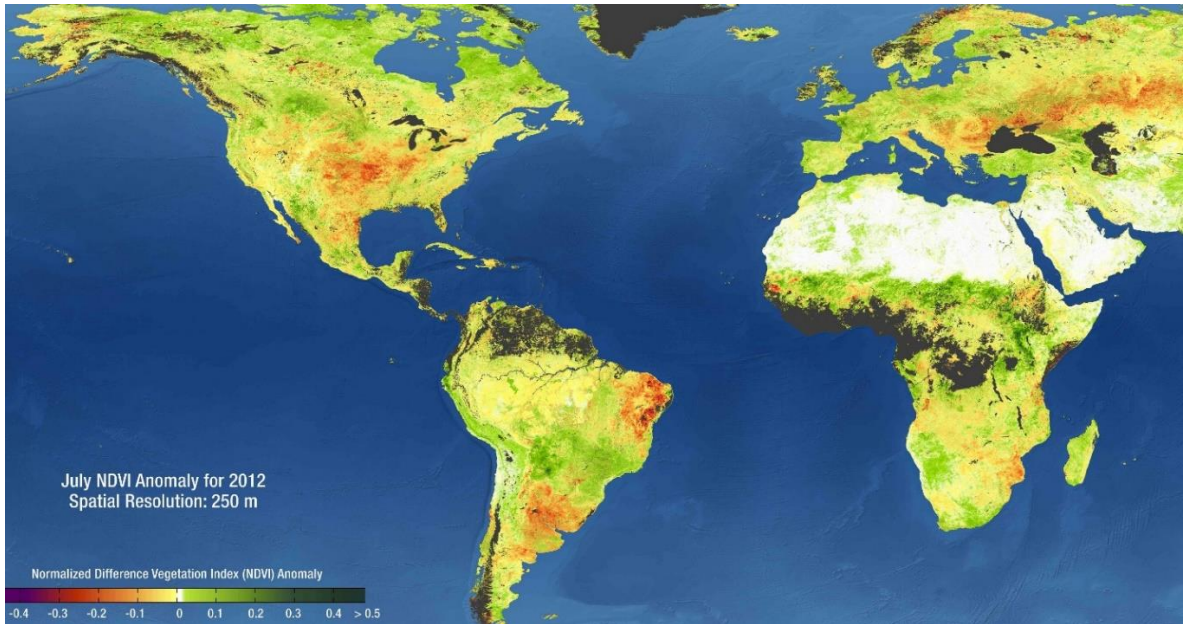 July NDVI Anomaly for 2012
Spatial Resolution: 250 m
Normalized Difference Vegetation Index (NDVI) Anomaly
-0.4 -0.3 -0.2 -0.1 0 0.1 0.2 0.3 0.4 > 0.5